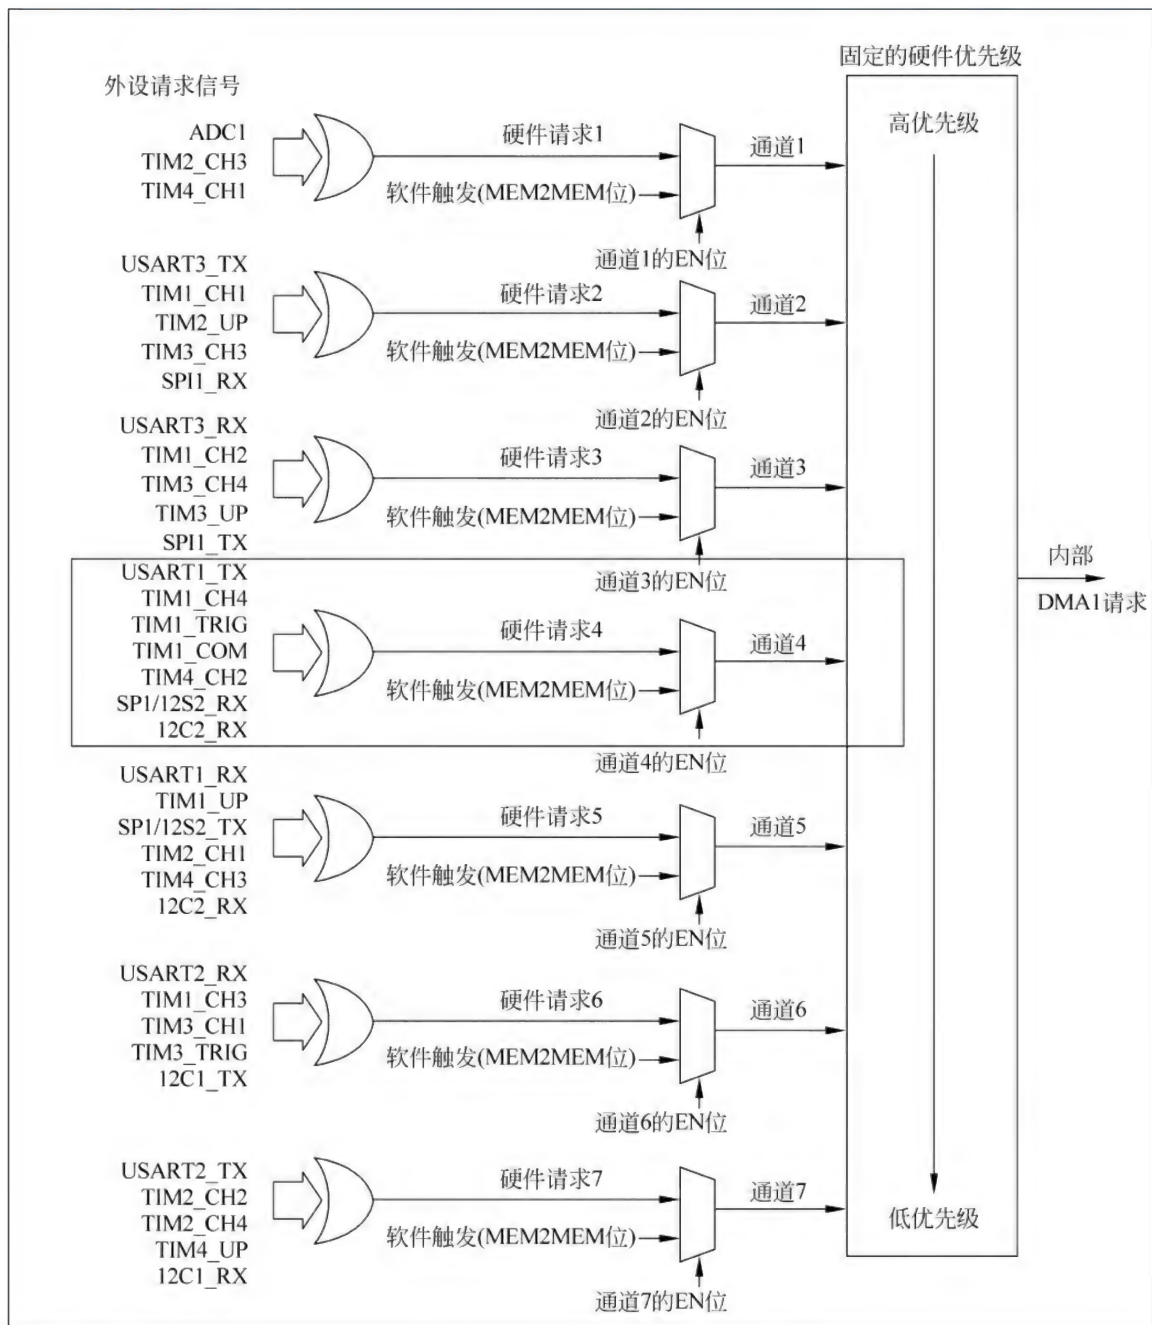 固定的硬件优先级
外设请求信号
高优先级
ADC1
TIM2_CH3
TIM4_CH1
硬件请求1
软件触发(MEM2MEM位)
通道1
通道1的EN位
USART3_TX
TIM1_CH1
TIM2_UP
TIM3_CH3
SPI1_RX
硬件请求2
软件触发(MEM2MEM位)
通道2
通道2的EN位
USART3_RX
TIM1_CH2
TIM3_CH4
TIM3_UP
SPI1_TX
硬件请求3
软件触发(MEM2MEM位)
通道3
通道3的EN位
内部
DMA1请求
USART1_TX
TIM1_CH4
TIM1_TRIG
TIM1_COM
TIM4_CH2
SP1/12S2_RX
12C2_RX
硬件请求4
软件触发(MEM2MEM位)
通道4
通道4的EN位
USART1_RX
TIM1_UP
SP1/12S2_TX
TIM2_CH1
TIM4_CH3
12C2_RX
硬件请求5
软件触发(MEM2MEM位)
通道5
通道5的EN位
USART2_RX
TIM1_CH3
TIM3_CH1
TIM3_TRIG
12C1_TX
硬件请求6
软件触发(MEM2MEM位)
通道6
通道6的EN位
USART2_TX
TIM2_CH2
TIM2_CH4
TIM4_UP
12C1_RX
硬件请求7
软件触发(MEM2MEM位)
通道7
通道7的EN位
低优先级